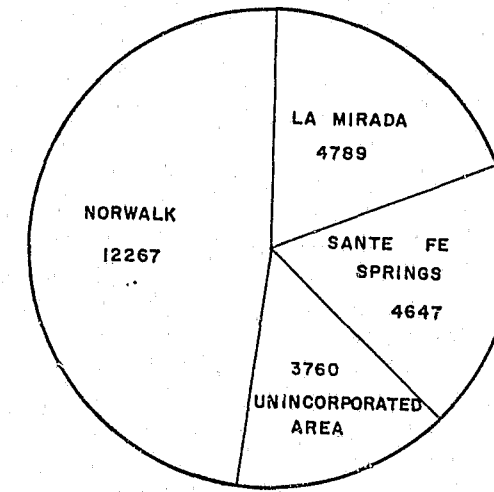 LA MIRADA
4789
NORWALK
12267
SANTE FE
SPRINGS
4647
3760
UNINCORPORATED
AREA